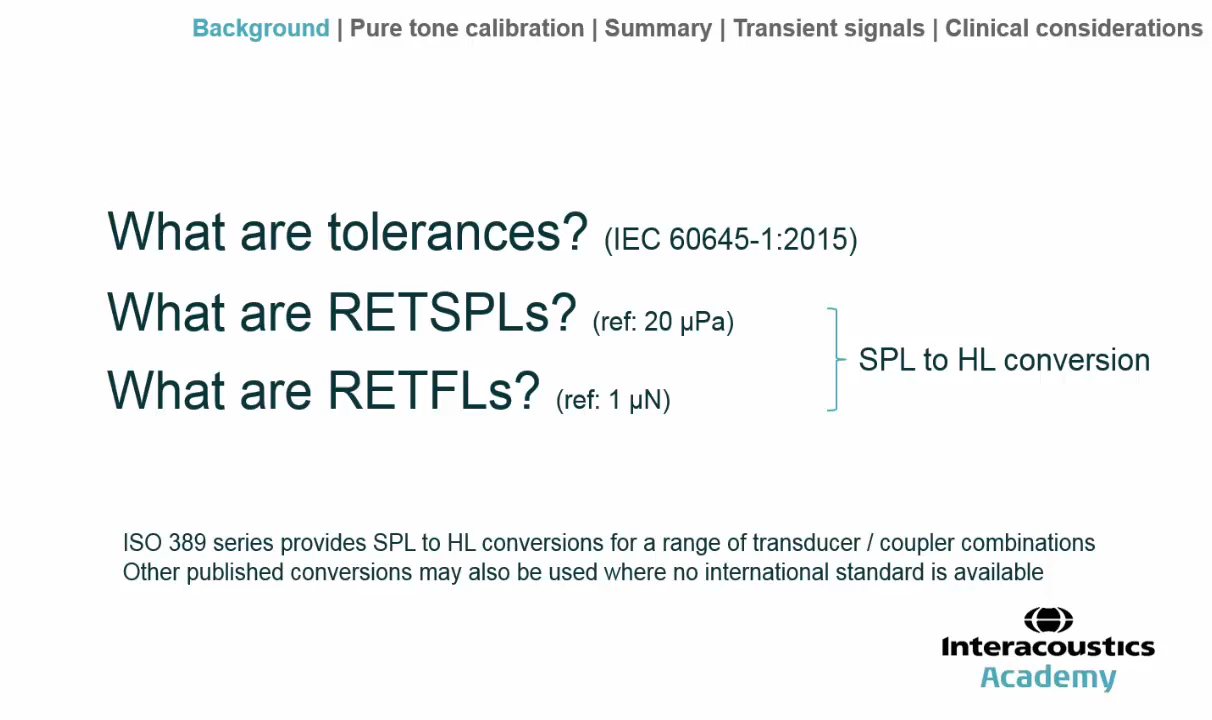 Background | Pure tone calibration | Summary | Transient signals | Clinical considerations
What are tolerances? (IEC 60645-1:2015)
What are RETSPLs? (ref: 20 µPa)
SPL to HL conversion
What are RETFLs? (ref: 1 µN)
ISO 389 series provides SPL to HL conversions for a range of transducer / coupler combinations
Other published conversions may also be used where no international standard is available
Interacoustics
Academy